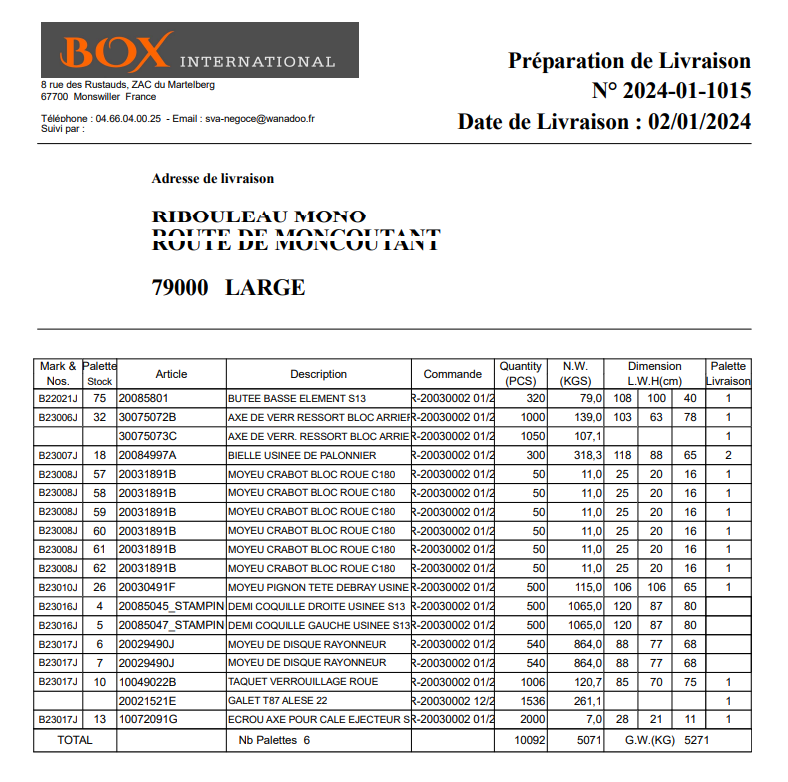 BOX INTERNATIONAL
8 rue des Rustauds, ZAC du Martelberg
67700 Monswiller France
Téléphone : 04.66.04.00.25 - Email : sva-negoce@wanadoo.fr
Suivi par :
Préparation de Livraison
N° 2024-01-1015
Date de Livraison : 02/01/2024
Adresse de livraison
RIBOULEAU MONO
ROUTE DE MONCOUTANT
79000 LARGE
Mark & Nos. Palette Stock Article Description Commande Quantity (PCS) N.W. (KGS) Dimension L.W.H(cm) Palette Livraison
B22021J 75 20085801 BUTEE BASSE ELEMENT S13 R-20030002 01/2 320 79,0 108 100 40 1
B23006J 32 30075072B AXE DE VERR RESSORT BLOC ARRIEF R-20030002 01/2 1000 139,0 103 63 78 1
30075073C AXE DE VERR. RESSORT BLOC ARRIE R-20030002 01/2 1050 107,1 1
B23007J 18 20084997A BIELLE USINEE DE PALONNIER R-20030002 01/2 300 318,3 118 88 65 2
B23008J 57 20031891B MOYEU CRABOT BLOC ROUE C180 R-20030002 01/2 50 11,0 25 20 16 1
B23008J 58 20031891B MOYEU CRABOT BLOC ROUE C180 R-20030002 01/2 50 11,0 25 20 16 1
B23008J 59 20031891B MOYEU CRABOT BLOC ROUE C180 R-20030002 01/2 50 11,0 25 20 16 1
B23008J 60 20031891B MOYEU CRABOT BLOC ROUE C180 R-20030002 01/2 50 11,0 25 20 16 1
B23008J 61 20031891B MOYEU CRABOT BLOC ROUE C180 R-20030002 01/2 50 11,0 25 20 16 1
B23008J 62 20031891B MOYEU CRABOT BLOC ROUE C180 R-20030002 01/2 50 11,0 25 20 16 1
B23010J 26 20030491F MOYEU PIGNON TETE DEBRAY USINE R-20030002 01/2 500 115,0 106 106 65 1
B23016J 4 20085045_STAMPIN DEMI COQUILLE DROITE USINEE S13 R-20030002 01/2 500 1065,0 120 87 80
B23016J 5 20085047_STAMPIN DEMI COQUILLE GAUCHE USINEE S13 R-20030002 01/2 500 1065,0 120 87 80
B23017J 6 20029490J MOYEU DE DISQUE RAYONNEUR R-20030002 01/2 540 864,0 88 77 68
B23017J 7 20029490J MOYEU DE DISQUE RAYONNEUR R-20030002 01/2 540 864,0 88 77 68
B23017J 10 10049022B TAQUET VERROUILLAGE ROUE R-20030002 01/2 1006 120,7 85 70 75 1
20021521E GALET T87 ALESE 22 R-20030002 12/2 1536 261,1 1
B23017J 13 10072091G ECROU AXE POUR CALE EJECTEUR S R-20030002 01/2 2000 7,0 28 21 11 1
TOTAL Nb Palettes 6 10092 5071 G.W.(KG) 5271